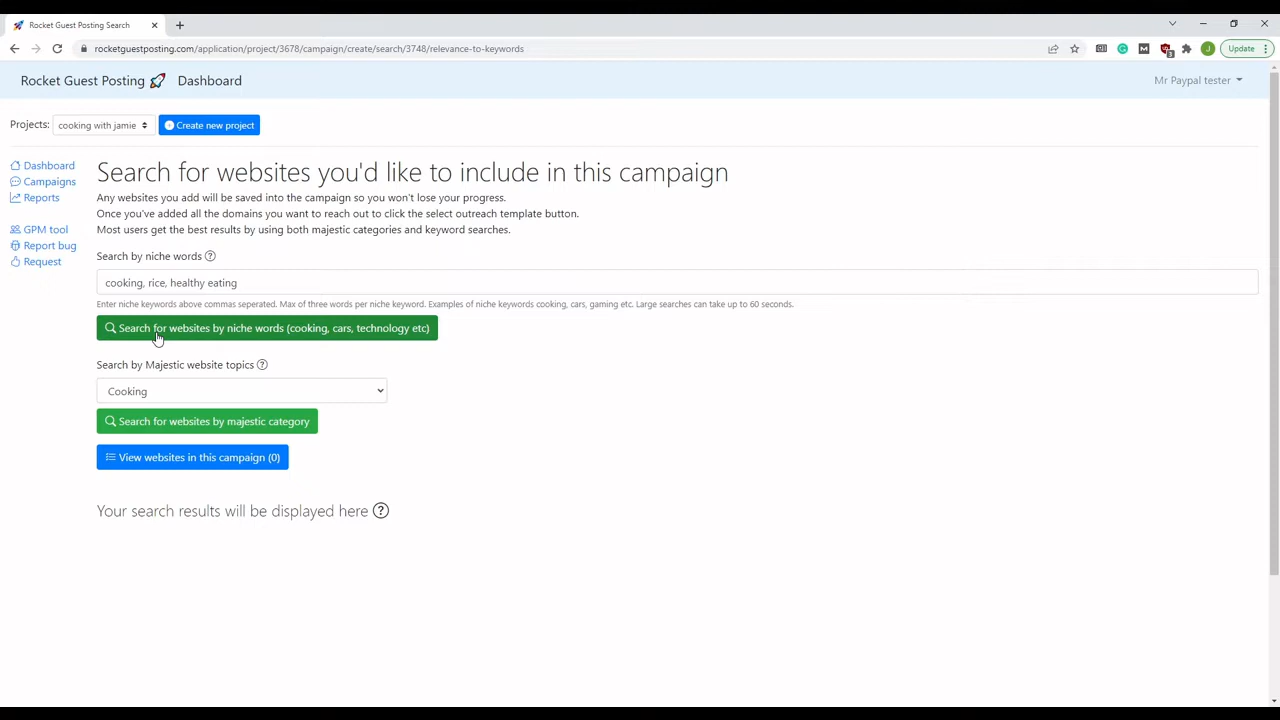 Rocket Guest Posting Search
rocketguestposting.com/application/project/3678/campaign/create/search/3748/relevance-to-keywords
3
J
Update
Rocket Guest Posting Dashboard
Mr Paypal tester
Projects: cooking with jamie Create new project
Dashboard
Campaigns
Reports
GPM tool
Report bug
Request
Search for websites you'd like to include in this campaign
Any websites you add will be saved into the campaign so you won't lose your progress.
Once you've added all the domains you want to reach out to click the select outreach template button.
Most users get the best results by using both majestic categories and keyword searches.
Search by niche words
cooking, rice, healthy eating
Enter niche keywords above commas seperated. Max of three words per niche keyword. Examples of niche keywords cooking, cars, gaming etc. Large searches can take up to 60 seconds.
Search for websites by niche words (cooking, cars, technology etc)
Search by Majestic website topics
Cooking
Search for websites by majestic category
View websites in this campaign (0)
Your search results will be displayed here